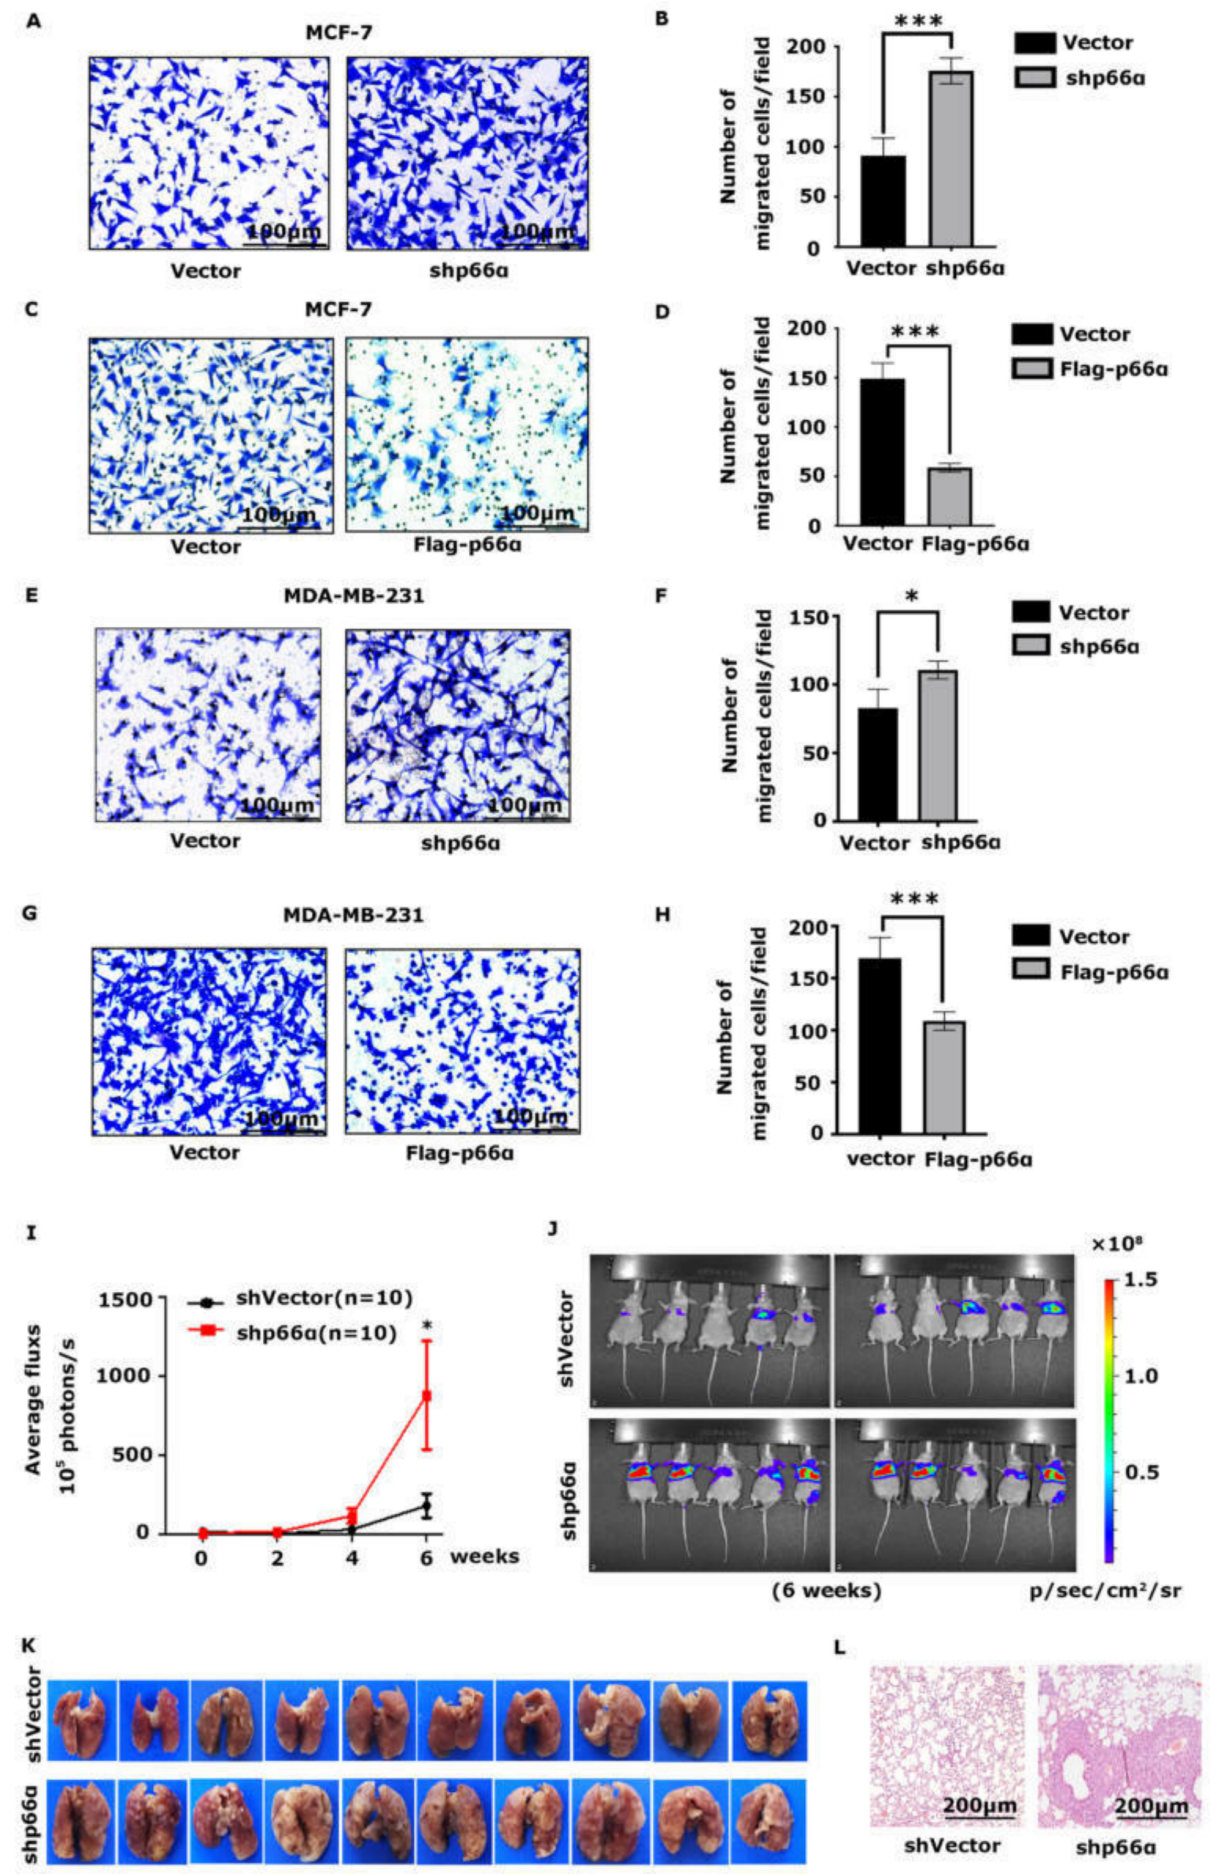 A
MCF-7
100µm
100µm
Vector
shp66α
B
***
Number of
migrated cells/field
200
150
100
50
0
Vector
shp66α
Vector
shp66α
C
MCF-7
100µm
100µm
Vector
Flag-p66α
D
***
Number of
migrated cells/field
200
150
100
50
0
Vector
Flag-p66α
Vector
Flag-p66α
E
MDA-MB-231
100µm
100µm
Vector
shp66α
F
*
Number of
migrated cells/field
150
100
50
0
Vector
shp66α
Vector
shp66α
G
MDA-MB-231
100µm
100µm
Vector
Flag-p66α
H
***
Number of
migrated cells/field
200
150
100
50
0
vector
Flag-p66α
Vector
Flag-p66α
I
Average fluxs
10⁵ photons/s
1500
1000
500
0
shVector(n=10)
shp66α(n=10)
*
0
2
4
6
weeks
J
shVector
shp66α
×10⁸
1.5
1.0
0.5
(6 weeks)
p/sec/cm²/sr
K
shVector
shp66α
L
200µm
200µm
shVector
shp66α